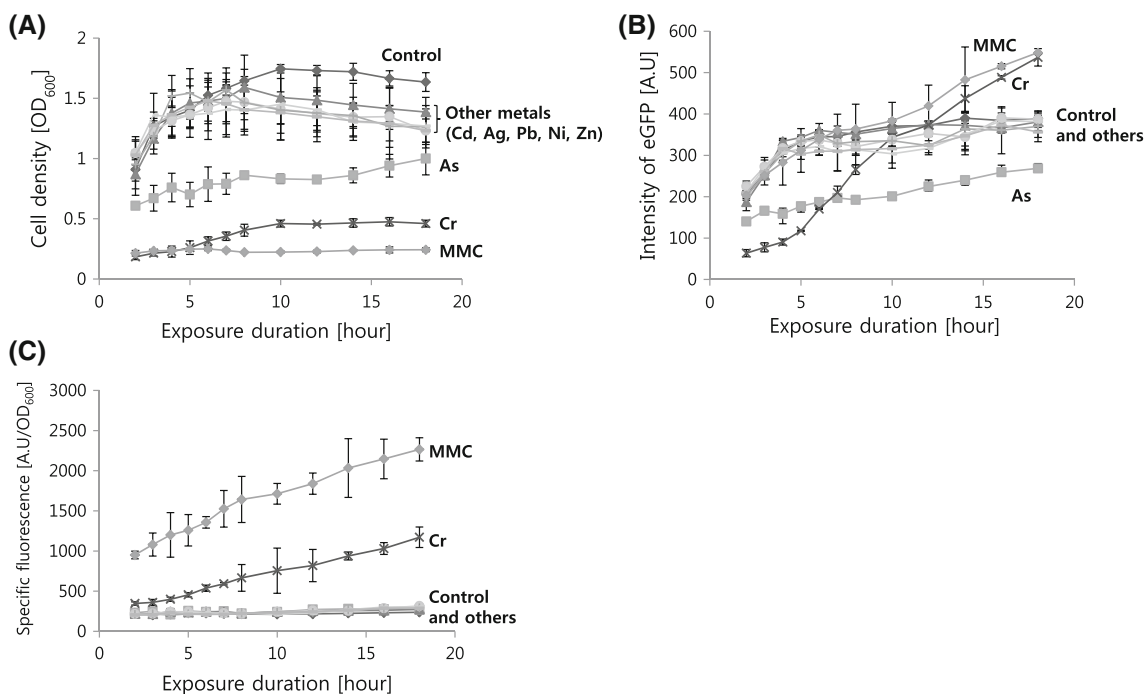 (A)
Cell density [OD600]
2
1.5
1
0.5
0
0 5 10 15 20
Exposure duration [hour]
Control
Other metals
(Cd, Ag, Pb, Ni, Zn)
As
Cr
MMC
(B)
Intensity of eGFP [A.U]
600
500
400
300
200
100
0
0 5 10 15 20
Exposure duration [hour]
MMC
Cr
Control
and others
As
(C)
Specific fluorescence [A.U/OD600]
3000
2500
2000
1500
1000
500
0
0 5 10 15 20
Exposure duration [hour]
MMC
Cr
Control
and others